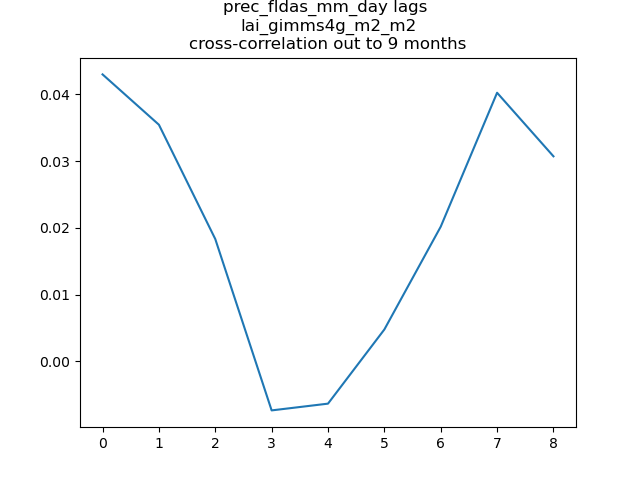 prec_fldas_mm_day lags
lai_gimms4g_m2_m2
cross-correlation out to 9 months
0.04
0.03
0.02
0.01
0.00
0 1 2 3 4 5 6 7 8